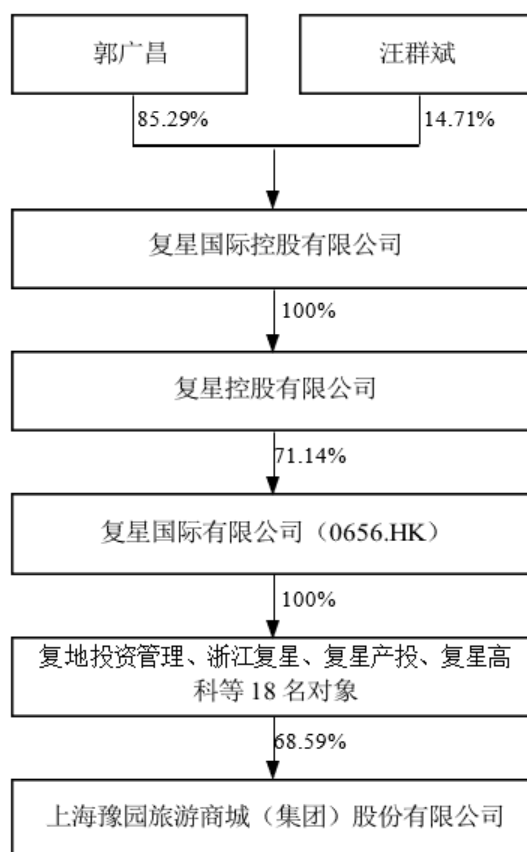 郭广昌
汪群斌
85.29%
14.71%
复星国际控股有限公司
100%
复星控股有限公司
71.14%
复星国际有限公司（0656.HK）
100%
复地投资管理、浙江复星、复星产投、复星高
科等 18 名对象
68.59%
上海豫园旅游商城（集团）股份有限公司